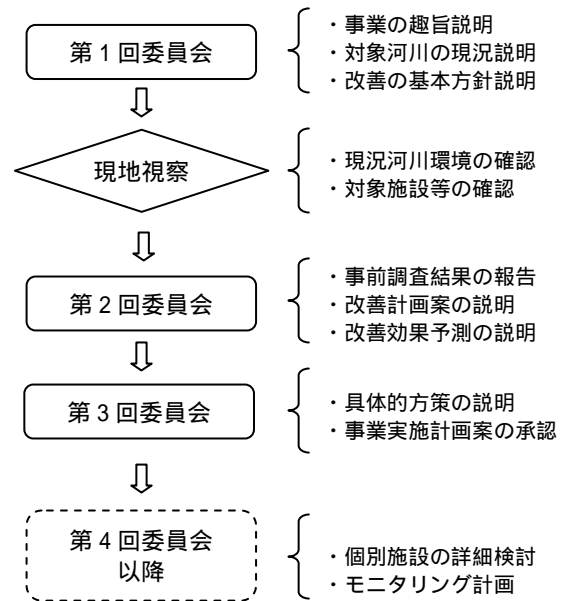 第１回委員会
・事業の趣旨説明
・対象河川の現況説明
・改善の基本方針説明
現地視察
・現況河川環境の確認
・対象施設等の確認
第２回委員会
・事前調査結果の報告
・改善計画案の説明
・改善効果予測の説明
第３回委員会
・具体的方策の説明
・事業実施計画案の承認
第４回委員会
以降
・個別施設の詳細検討
・モニタリング計画